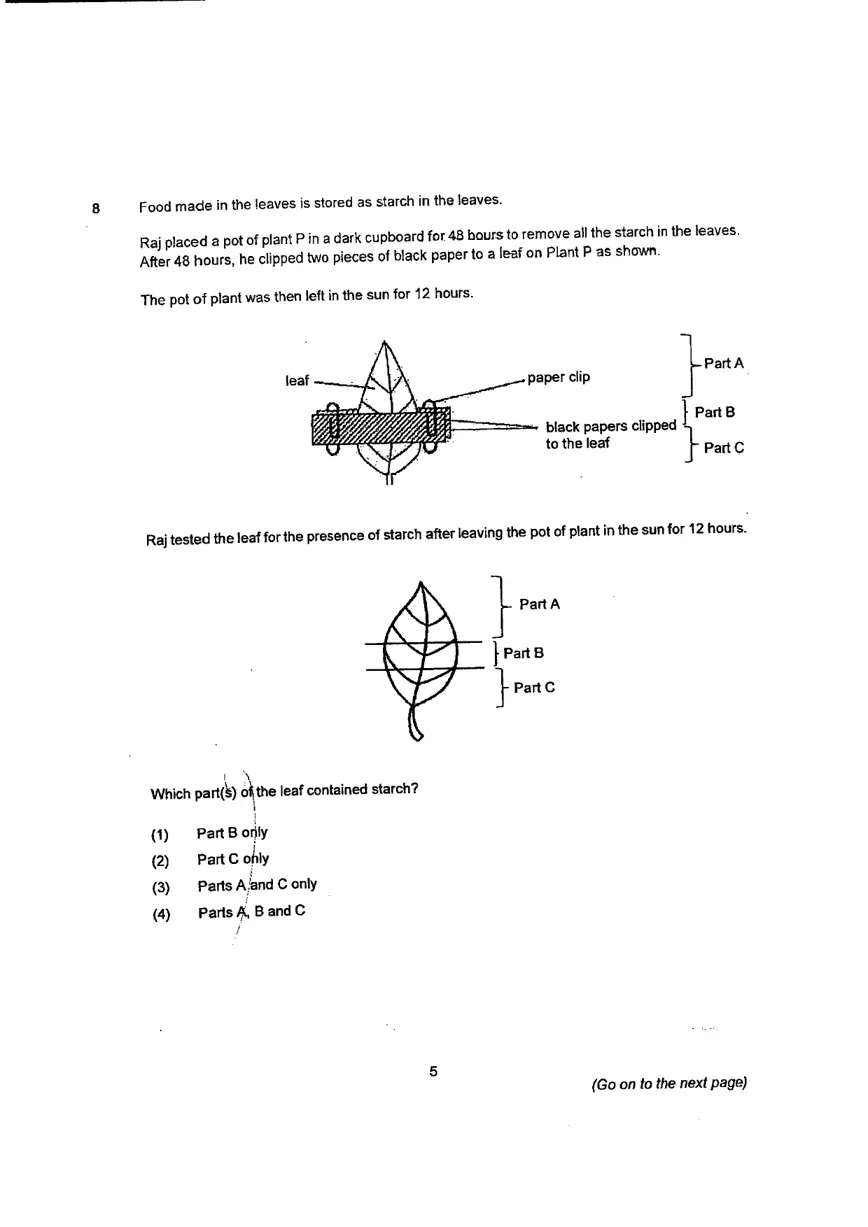 8 Food made in the leaves is stored as starch in the leaves.
Raj placed a pot of plant P in a dark cupboard for 48 hours to remove all the starch in the leaves.
After 48 hours, he clipped two pieces of black paper to a leaf on Plant P as shown.
The pot of plant was then left in the sun for 12 hours.
Part A
leaf
paper clip
Part B
black papers clipped
to the leaf
Part C
Raj tested the leaf for the presence of starch after leaving the pot of plant in the sun for 12 hours.
Part A
Part B
Part C
Which part(s) of the leaf contained starch?
(1) Part B only
(2) Part C only
(3) Parts A and C only
(4) Parts A, B and C
5
(Go on to the next page)